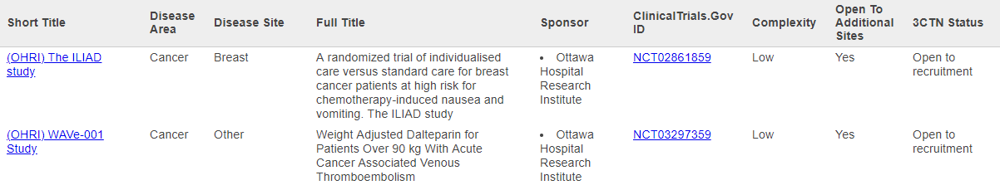 Short Title Disease Area Disease Site Full Title Sponsor ClinicalTrials.Gov ID Complexity Open To Additional Sites 3CTN Status
(OHRI) The ILIAD study
Cancer
Breast
A randomized trial of individualised
care versus standard care for breast
cancer patients at high risk for
chemotherapy-induced nausea and
vomiting. The ILIAD study
• Ottawa
Hospital
Research
Institute
NCT02861859
Low
Yes
Open to
recruitment
(OHRI) WAVe-001
Study
Cancer
Other
Weight Adjusted Dalteparin for
Patients Over 90 kg With Acute
Cancer Associated Venous
Thromboembolism
• Ottawa
Hospital
Research
Institute
NCT03297359
Low
Yes
Open to
recruitment